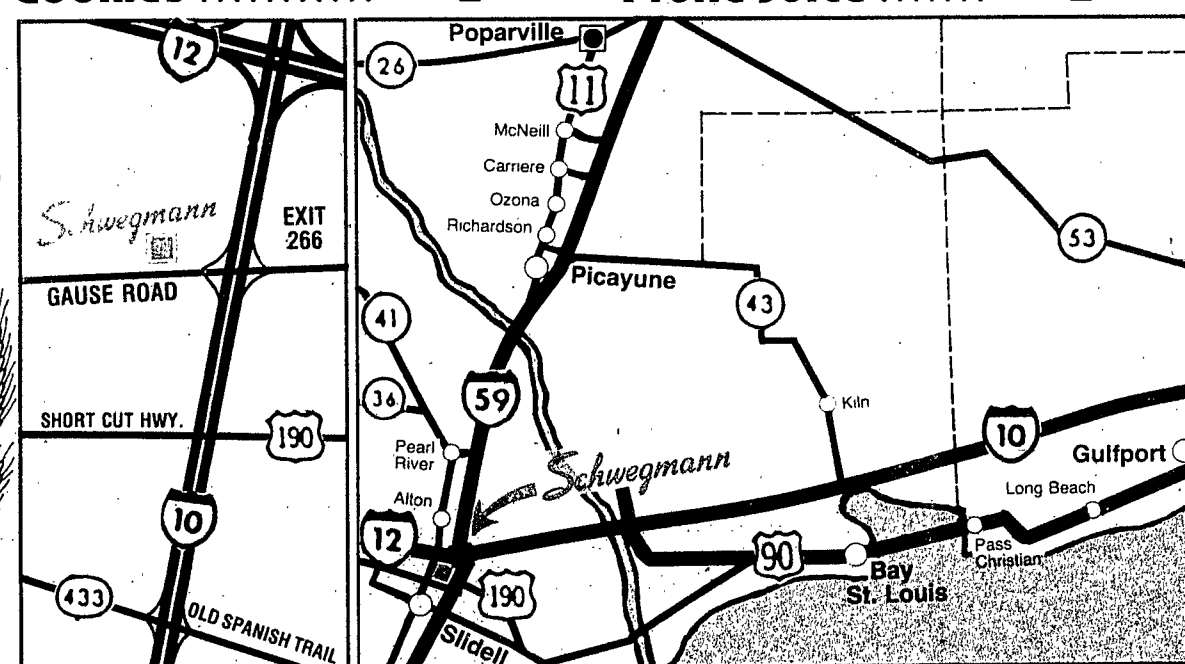 12
Schwegmann
EXIT
266
GAUSE ROAD
SHORT CUT HWY.
190
10
433
OLD SPANISH TRAIL
Poparville
26
11
McNeill
Carriere
Ozona
Richardson
Picayune
53
43
41
36
59
Kiln
Pearl
River
Schwegmann
10
Gulfport
Long Beach
Alton
12
90
Pass
Christian
Bay
St. Louis
190
Slidell